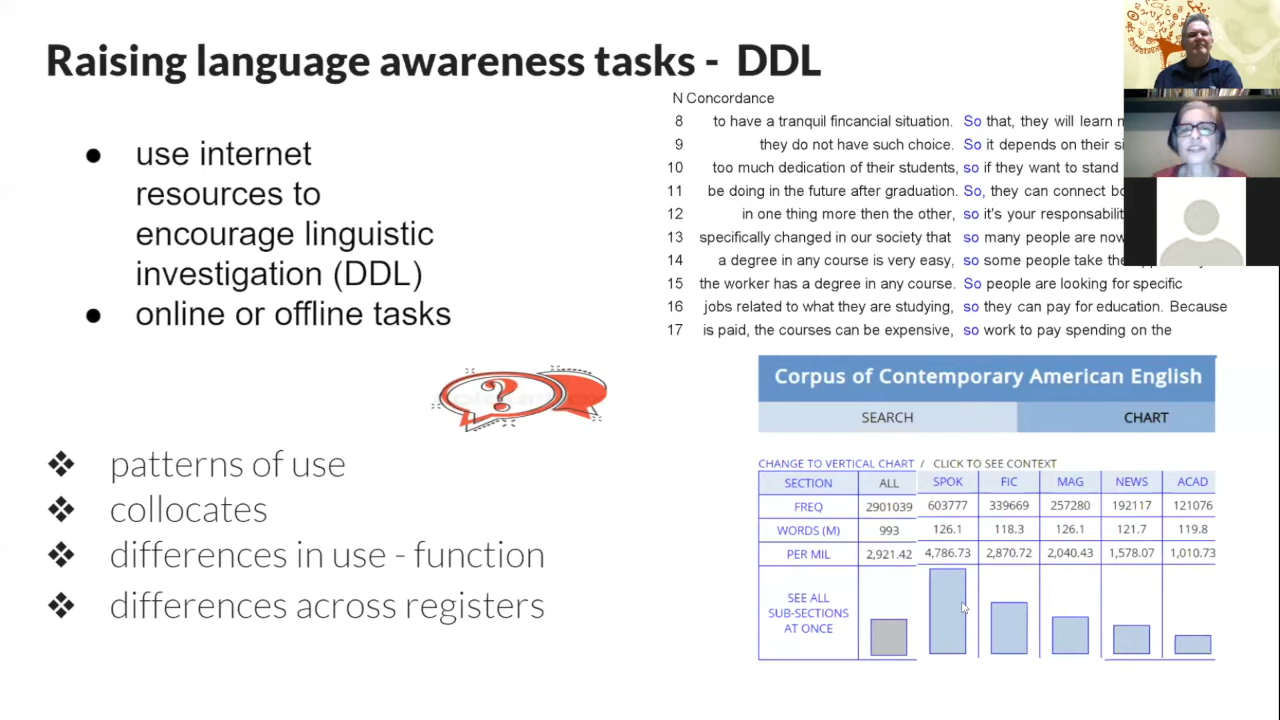 Raising language awareness tasks - DDL
● use internet
resources to
encourage linguistic
investigation (DDL)
● online or offline tasks
❖ patterns of use
❖ collocates
❖ differences in use - function
❖ differences across registers
N Concordance
8 to have a tranquil fincancial situation. So that, they will learn
9 they do not have such choice. So it depends on their
10 too much dedication of their students, so if they want to stand
11 be doing in the future after graduation. So, they can connect
12 in one thing more then the other, so it's your
13 specifically changed in our society that so many people are now
14 a degree in any course is very easy, so some people take
15 the worker has a degree in any course. So people are looking for specific
16 jobs related to what they are studying, so they can pay for education. Because
17 is paid, the courses can be expensive, so work to pay spending on the
?
Corpus of Contemporary American English
SEARCH CHART
CHANGE TO VERTICAL CHART / CLICK TO SEE CONTEXT
SECTION ALL SPOK FIC MAG NEWS ACAD
FREQ 2901039 603777 339669 257280 192117 121076
WORDS (M) 993 126.1 118.3 126.1 121.7 119.8
PER MIL 2,921.42 4,786.73 2,870.72 2,040.43 1,578.07 1,010.73
SEE ALL
SUB-SECTIONS
AT ONCE